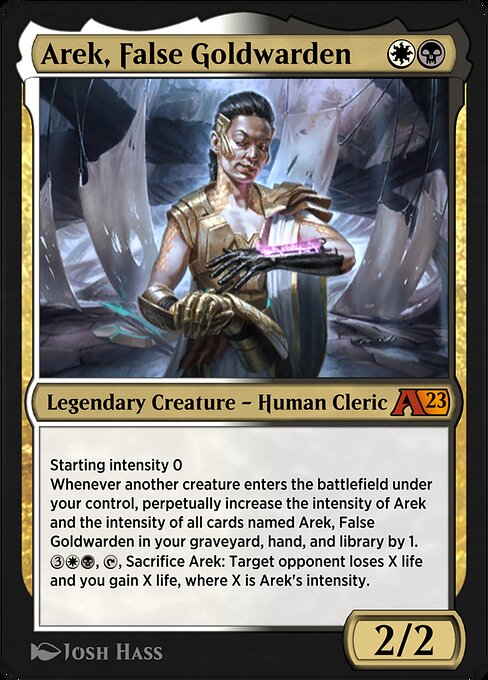 Arek, False Goldwarden
Legendary Creature – Human Cleric A23
Starting intensity 0
Whenever another creature enters the battlefield under
your control, perpetually increase the intensity of Arek
and the intensity of all cards named Arek, False
Goldwarden in your graveyard, hand, and library by 1.
3, Sacrifice Arek: Target opponent loses X life
and you gain X life, where X is Arek's intensity.
2/2
Josh Hass